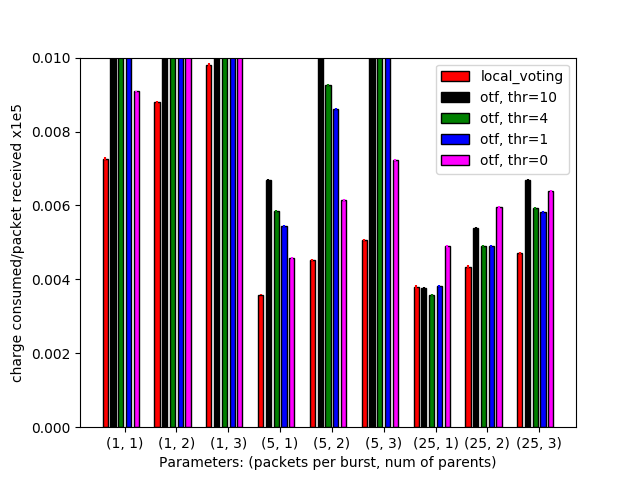 0.010
0.008
0.006
0.004
0.002
0.000
charge consumed/packet received x1e5
local_voting
otf, thr=10
otf, thr=4
otf, thr=1
otf, thr=0
(1, 1) (1, 2) (1, 3) (5, 1) (5, 2) (5, 3) (25, 1) (25, 2) (25, 3)
Parameters: (packets per burst, num of parents)